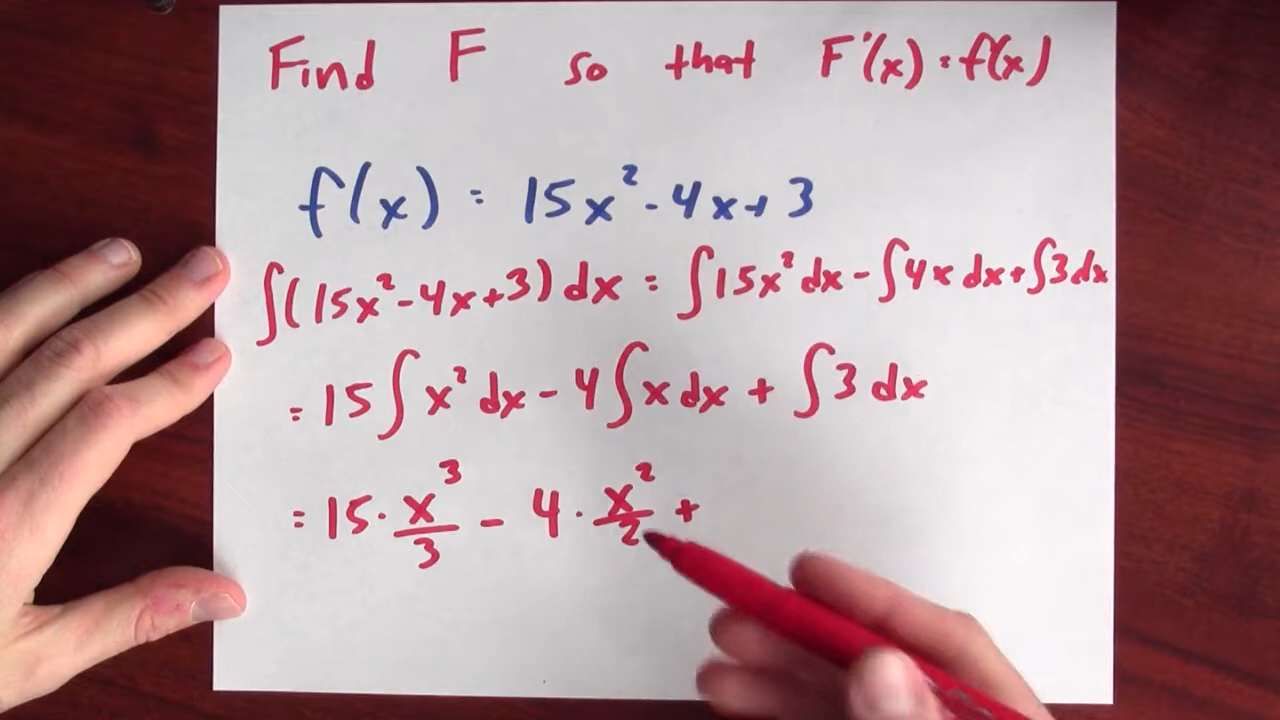 Find F so that F'(x) = f(x)
f(x) = 15x² - 4x + 3
∫(15x² - 4x + 3) dx = ∫15x² dx - ∫4x dx + ∫3 dx
= 15 ∫ x² dx - 4 ∫ x dx + ∫ 3 dx
= 15 · x³/3 - 4 · x²/2 +